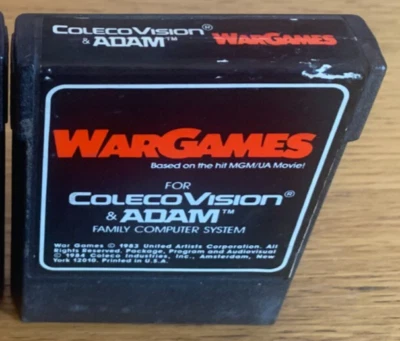 COLECOVISION®
& ADAM™ WARGAMES
WARGAMES
Based on the hit MGM/UA Movie!
FOR
COLECOVISION®
& ADAM™
FAMILY COMPUTER SYSTEM
War Games © 1983 United Artists Corporation. All
Rights Reserved. Package, Program and Audiovisual
© 1984 Coleco Industries, Inc., Amsterdam, New
York 12010. Printed in U.S.A.